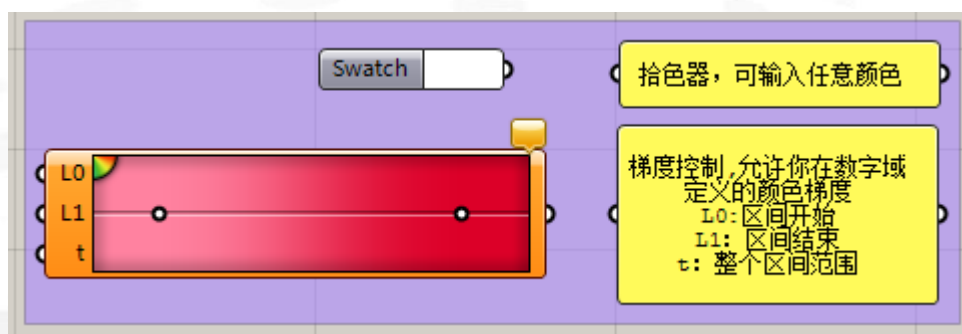 Swatch
拾色器，可输入任意颜色
L0
L1
t
梯度控制,允许你在数字域
定义的颜色梯度
L0:区间开始
L1: 区间结束
t: 整个区间范围